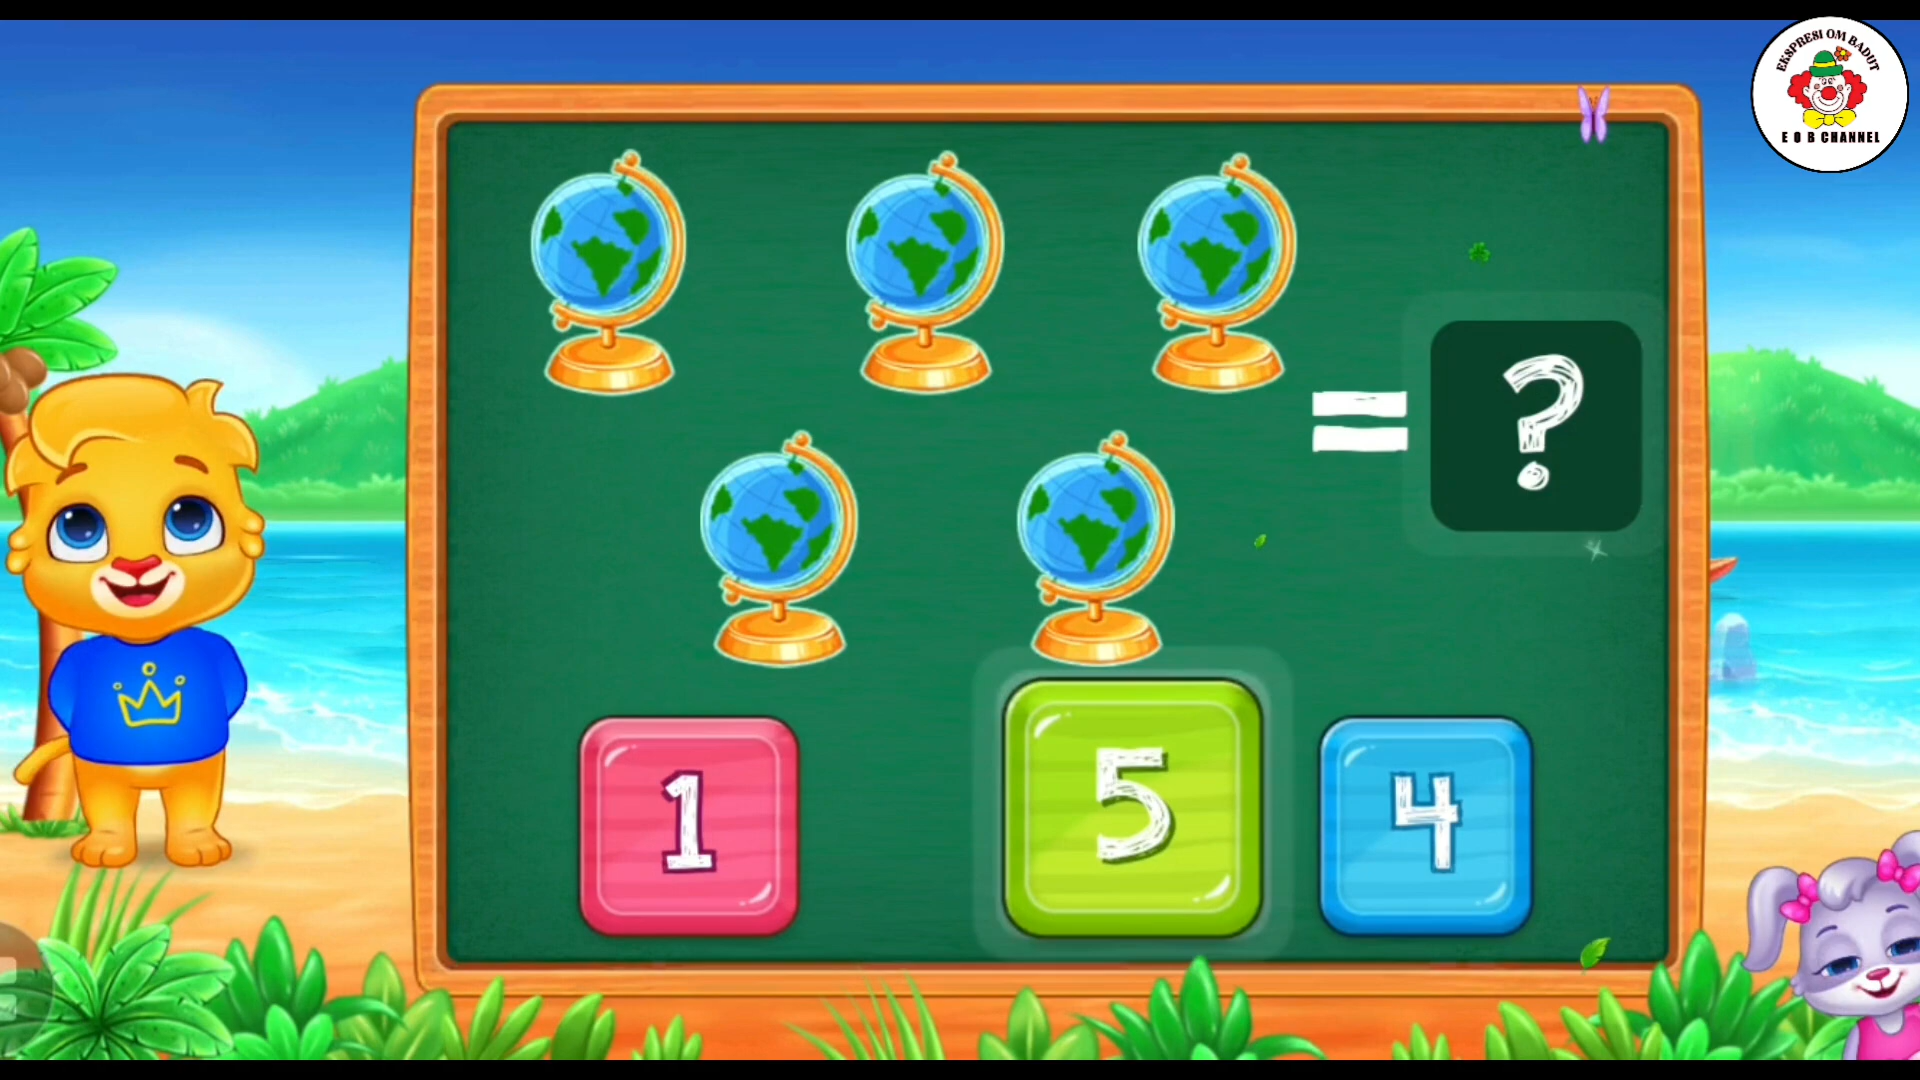 EKSPRESI OM BADUT
E O B CHANNEL
= ?
1 5 4